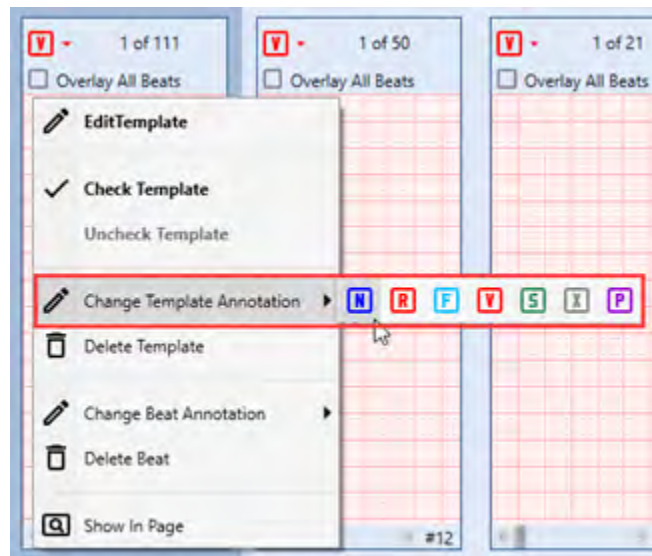 V 1 of 111
Overlay All Beats
V 1 of 50
Overlay All Beats
V 1 of 21
Overlay All Beats
EditTemplate
Check Template
Uncheck Template
Change Template Annotation N R F V S X P
Delete Template
Change Beat Annotation
Delete Beat
Show In Page
#12